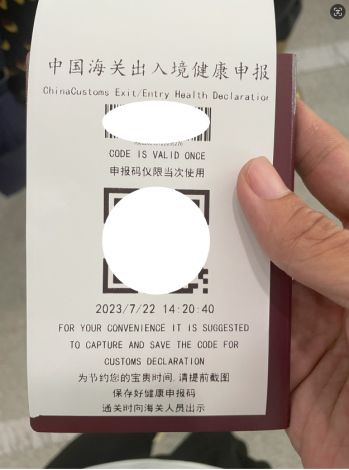 中国海关出入境健康申报
ChinaCustoms Exit/Entry Health Declaration
CODE IS VALID ONCE
申报码仅限当次使用
2023/7/22 14:20:40
FOR YOUR CONVENIENCE IT IS SUGGESTED
TO CAPTURE AND SAVE THE CODE FOR
CUSTOMS DECLARATION
为节约您的宝贵时间，请提前截图
保存好健康申报码
通关时向海关人员出示